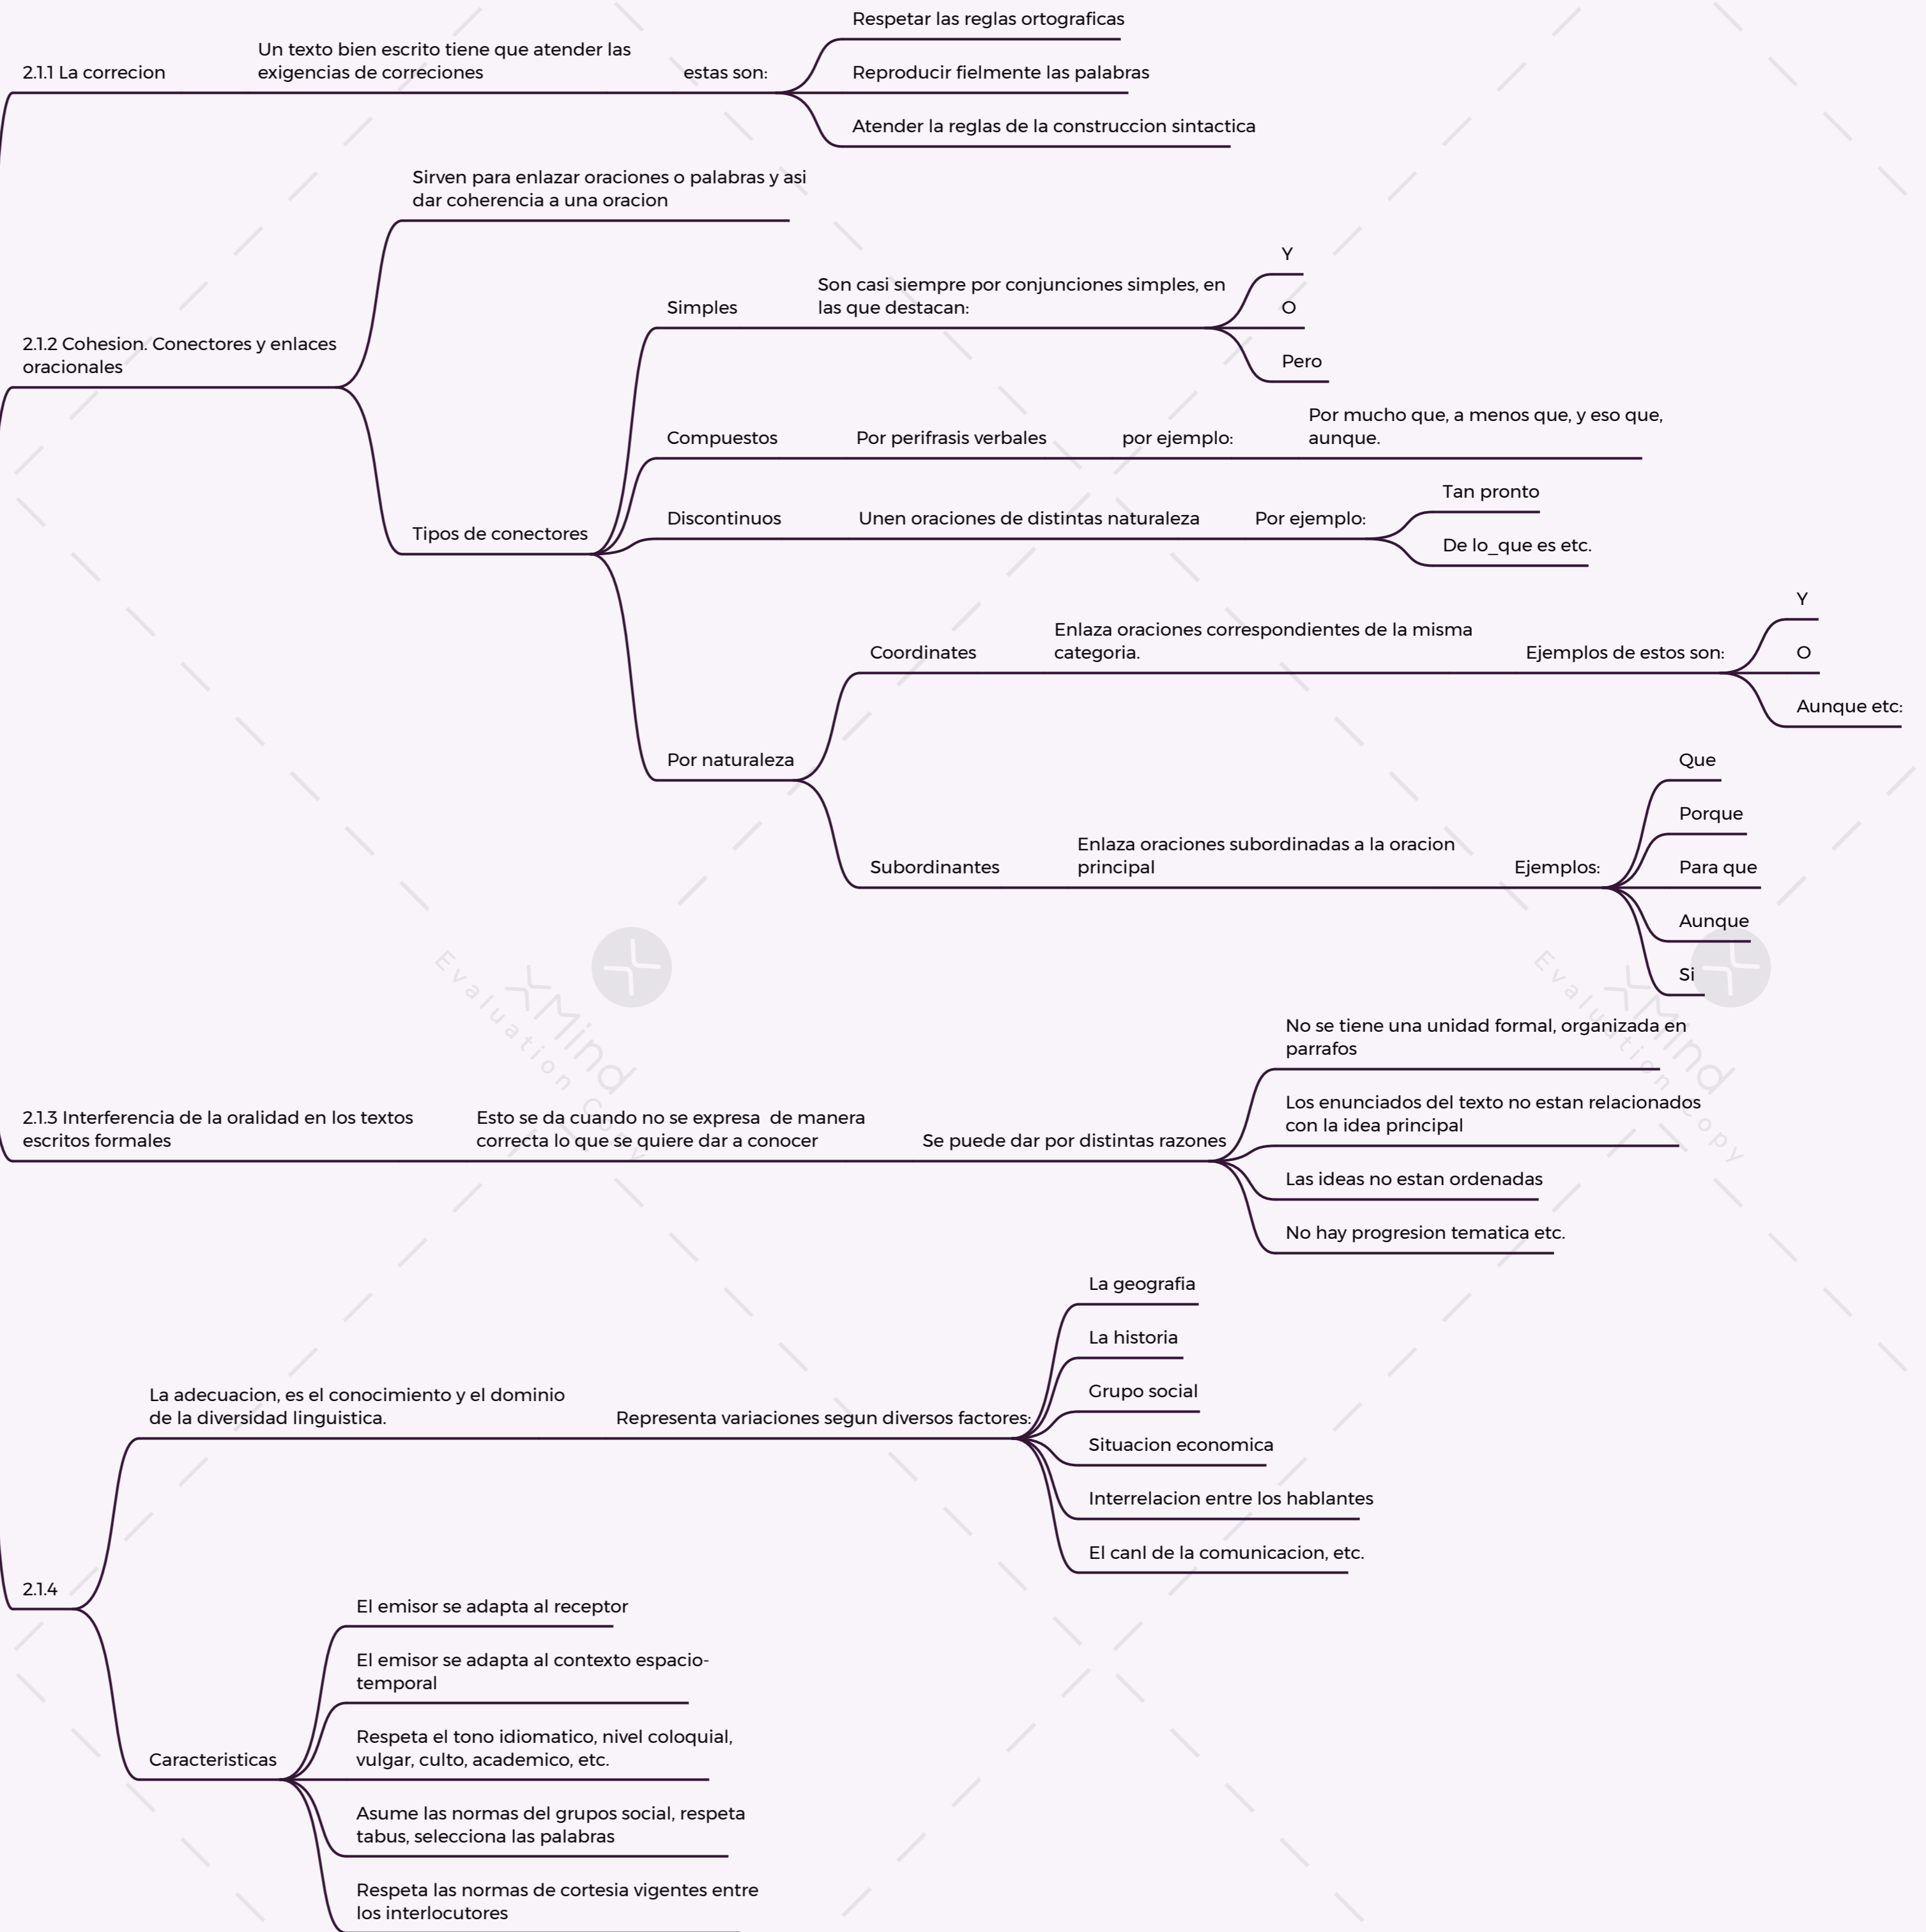 Respetar las reglas ortograficas
Un texto bien escrito tiene que atender las
2.1.1 La correcion
exigencias de correciones
estas son:
Reproducir fielmente las palabras
Atender la reglas de la construccion sintactica
Sirven para enlazar oraciones o palabras y asi
dar coherencia a una oracion
2.1.2 Cohesion. Conectores y enlaces
oracionales
Tipos de conectores
Simples
Son casi siempre por conjunciones simples, en
las que destacan:
Y
O
Pero
Compuestos
Por perifrasis verbales
por ejemplo:
Por mucho que, a menos que, y eso que,
aunque.
Discontinuos
Unen oraciones de distintas naturaleza
Por ejemplo:
Tan pronto
De lo_que es etc.
Por naturaleza
Coordinates
Enlaza oraciones correspondientes de la misma
categoria.
Ejemplos de estos son:
Y
O
Aunque etc:
Subordinantes
Enlaza oraciones subordinadas a la oracion
principal
Ejemplos:
Que
Porque
Para que
Aunque
Si
XMind
Evaluation Copy
XMind
Evaluation Copy
2.1.3 Interferencia de la oralidad en los textos
escritos formales
Esto se da cuando no se expresa  de manera
correcta lo que se quiere dar a conocer
Se puede dar por distintas razones
No se tiene una unidad formal, organizada en
parrafos
Los enunciados del texto no estan relacionados
con la idea principal
Las ideas no estan ordenadas
No hay progresion tematica etc.
2.1.4
La adecuacion, es el conocimiento y el dominio
de la diversidad linguistica.
Representa variaciones segun diversos factores:
La geografia
La historia
Grupo social
Situacion economica
Interrelacion entre los hablantes
El canl de la comunicacion, etc.
Caracteristicas
El emisor se adapta al receptor
El emisor se adapta al contexto espacio-
temporal
Respeta el tono idiomatico, nivel coloquial,
vulgar, culto, academico, etc.
Asume las normas del grupos social, respeta
tabus, selecciona las palabras
Respeta las normas de cortesia vigentes entre
los interlocutores